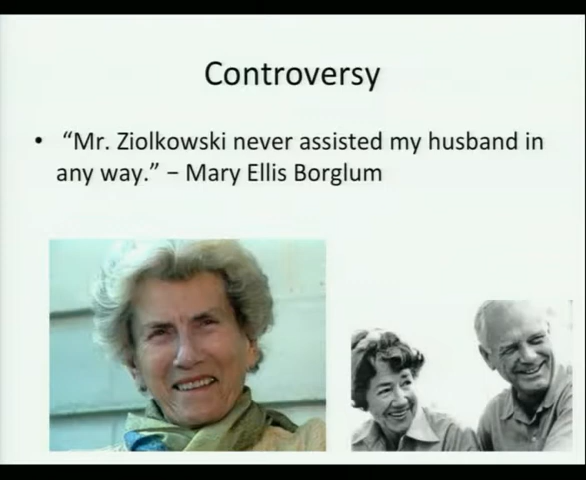 Controversy
• “Mr. Ziolkowski never assisted my husband in
any way.” – Mary Ellis Borglum